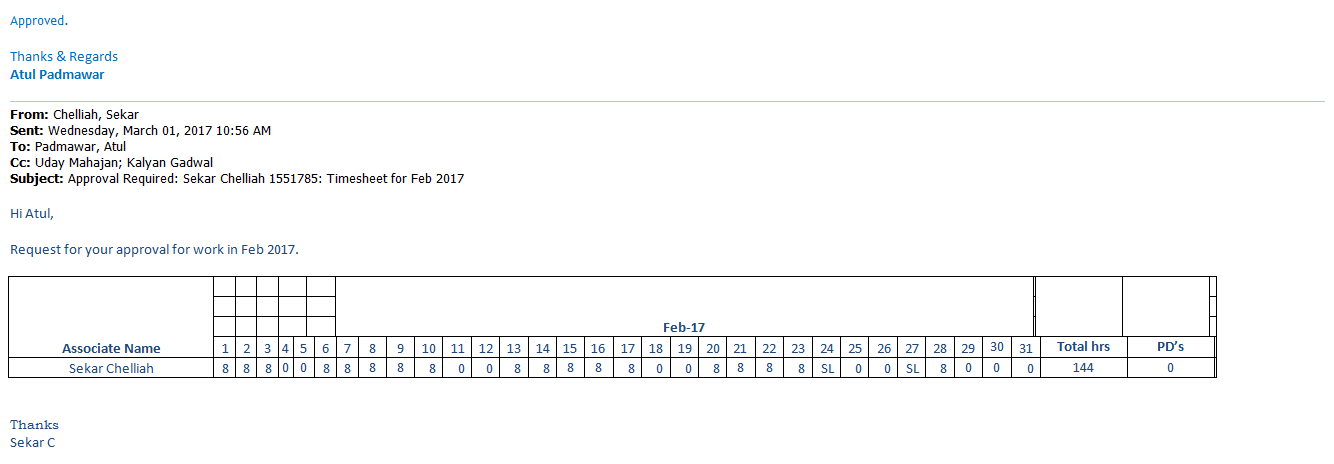 Approved.
Thanks & Regards
Atul Padmawar
From: Chelliah, Sekar
Sent: Wednesday, March 01, 2017 10:56 AM
To: Padmawar, Atul
Cc: Uday Mahajan; Kalyan Gadwal
Subject: Approval Required: Sekar Chelliah 1551785: Timesheet for Feb 2017
Hi Atul,
Request for your approval for work in Feb 2017.
Feb-17
Associate Name 1 2 3 4 5 6 7 8 9 10 11 12 13 14 15 16 17 18 19 20 21 22 23 24 25 26 27 28 29 30 31 Total hrs PD’s
Sekar Chelliah 8 8 8 0 0 8 8 8 8 8 0 0 8 8 8 8 8 0 0 8 8 8 8 SL 0 0 SL 8 0 0 0 144 0
Thanks
Sekar C